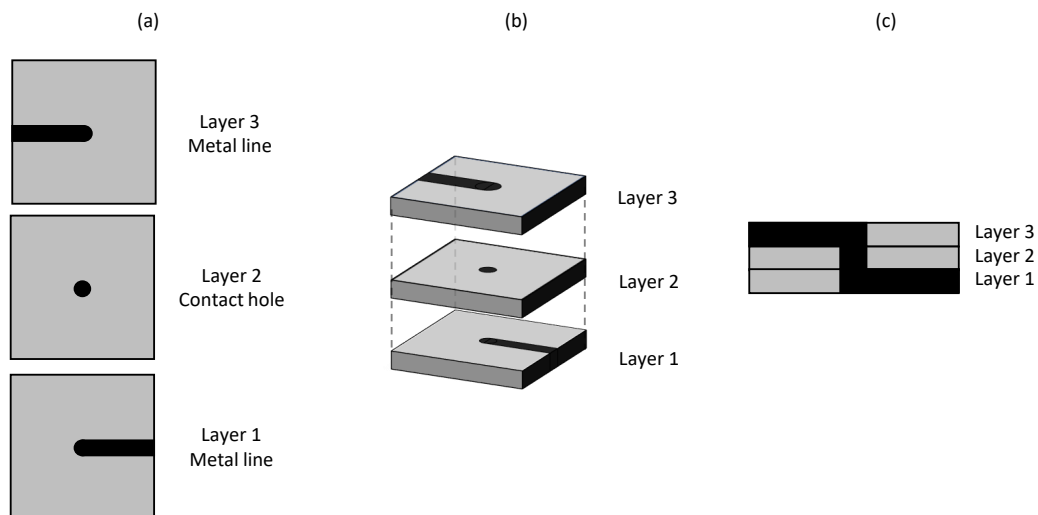 (a)
Layer 3
Metal line
Layer 2
Contact hole
Layer 1
Metal line
(b)
Layer 3
Layer 2
Layer 1
(c)
Layer 3
Layer 2
Layer 1